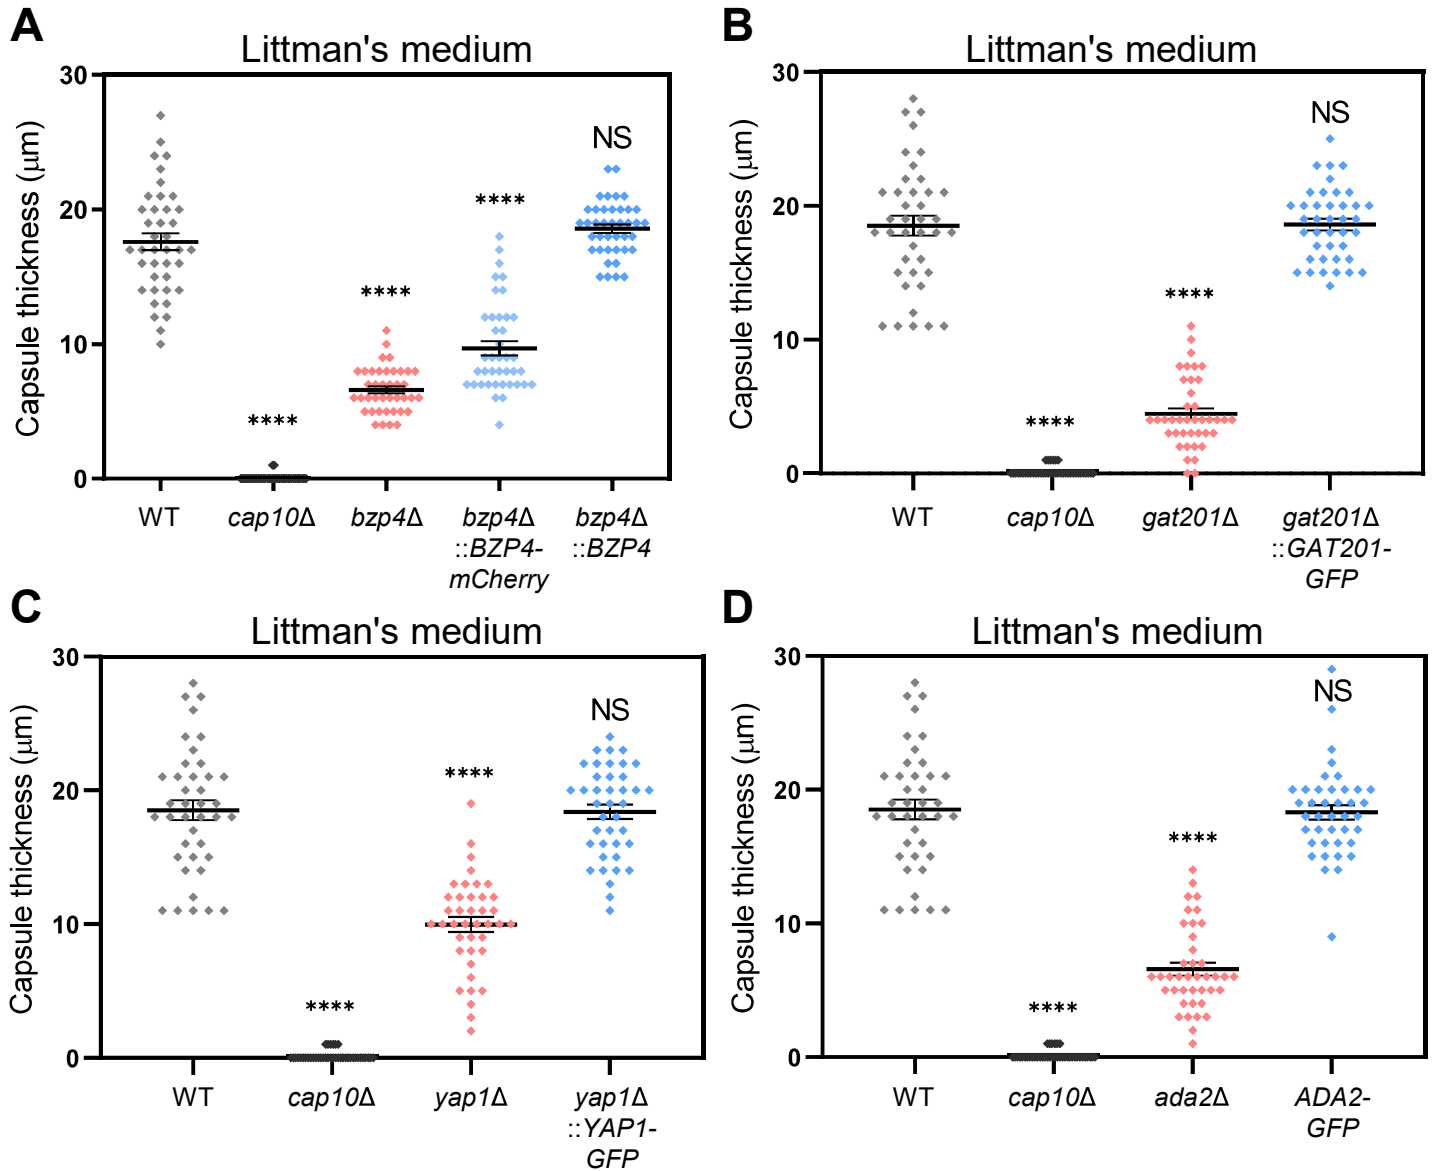 A
Littman's medium
Capsule thickness (μm)
30
20
10
0
****
****
****
NS
WT
cap10Δ
bzp4Δ
bzp4Δ
::BZP4-
mCherry
bzp4Δ
::BZP4
B
Littman's medium
Capsule thickness (μm)
30
20
10
0
****
****
NS
WT
cap10Δ
gat201Δ
gat201Δ
::GAT201-
GFP
C
Littman's medium
Capsule thickness (μm)
30
20
10
0
****
****
NS
WT
cap10Δ
yap1Δ
yap1Δ
::YAP1-
GFP
D
Littman's medium
Capsule thickness (μm)
30
20
10
0
****
****
NS
WT
cap10Δ
ada2Δ
ADA2-
GFP